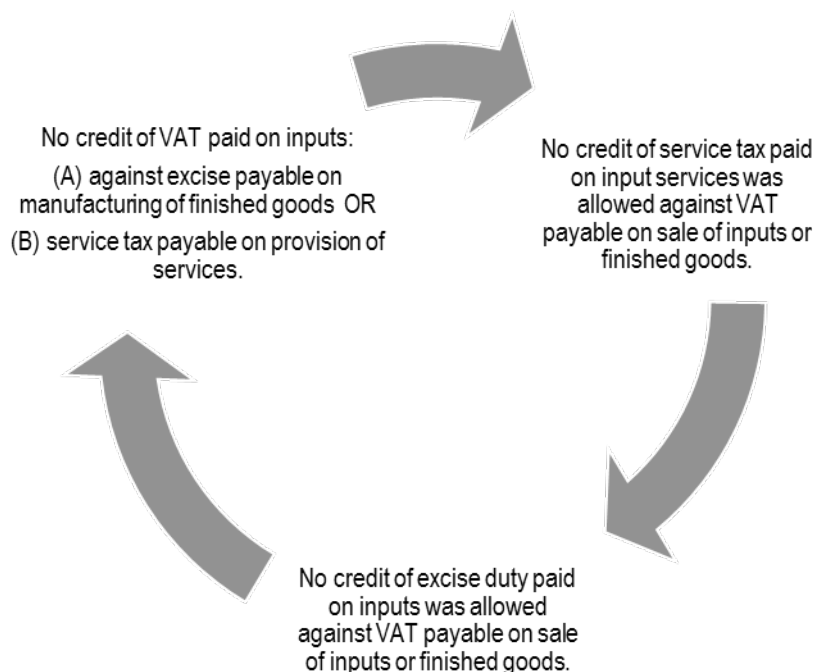 No credit of VAT paid on inputs:
(A) against excise payable on
manufacturing of finished goods OR
(B) service tax payable on provision of
services.
No credit of service tax paid
on input services was
allowed against VAT
payable on sale of inputs or
finished goods.
No credit of excise duty paid
on inputs was allowed
against VAT payable on sale
of inputs or finished goods.